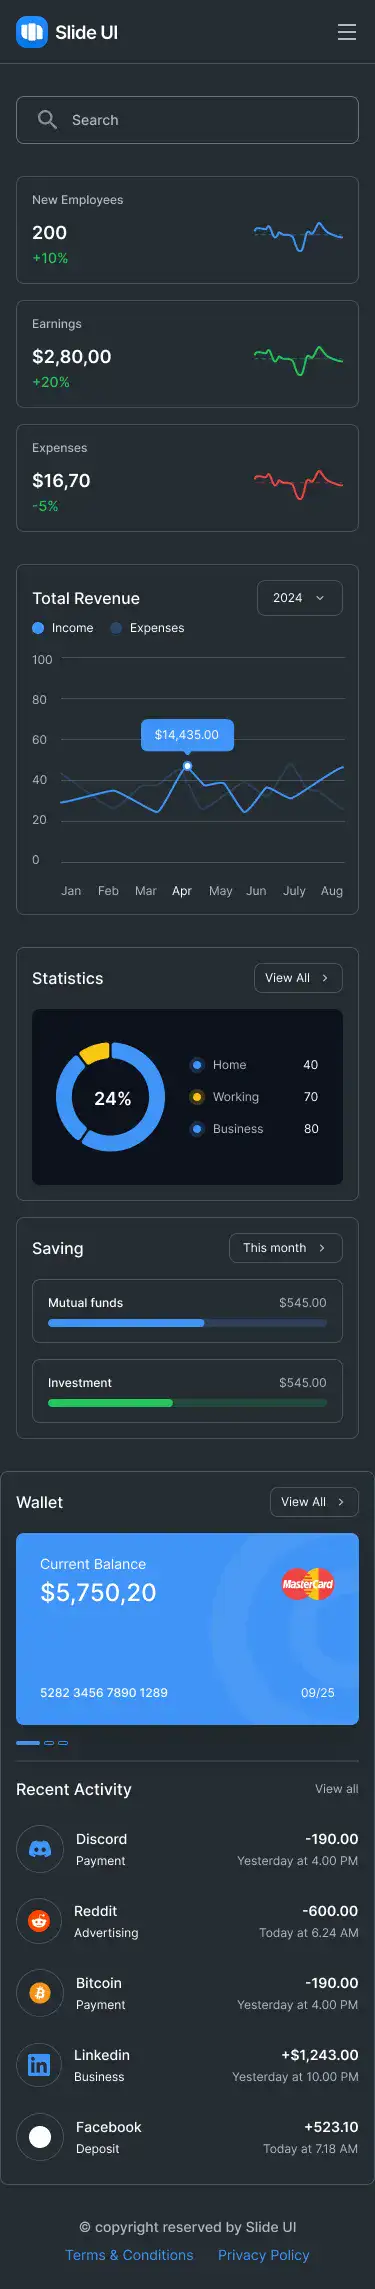 Slide UI
Search
New Employees
200
+10%
Earnings
$2,80,00
+20%
Expenses
$16,70
-5%
Total Revenue
2024
Income Expenses
100
80
60
40
20
0
$14,435.00
Jan Feb Mar Apr May Jun July Aug
Statistics
View All
24%
Home 40
Working 70
Business 80
Saving
This month
Mutual funds $545.00
Investment $545.00
Wallet
View All
Current Balance
$5,750,20
MasterCard
5282 3456 7890 1289 09/25
Recent Activity View all
Discord -190.00
Payment Yesterday at 4.00 PM
Reddit -600.00
Advertising Today at 6.24 AM
Bitcoin -190.00
Payment Yesterday at 4.00 PM
Linkedin +$1,243.00
Business Yesterday at 10.00 PM
Facebook +523.10
Deposit Today at 7.18 AM
© copyright reserved by Slide UI
Terms & Conditions Privacy Policy